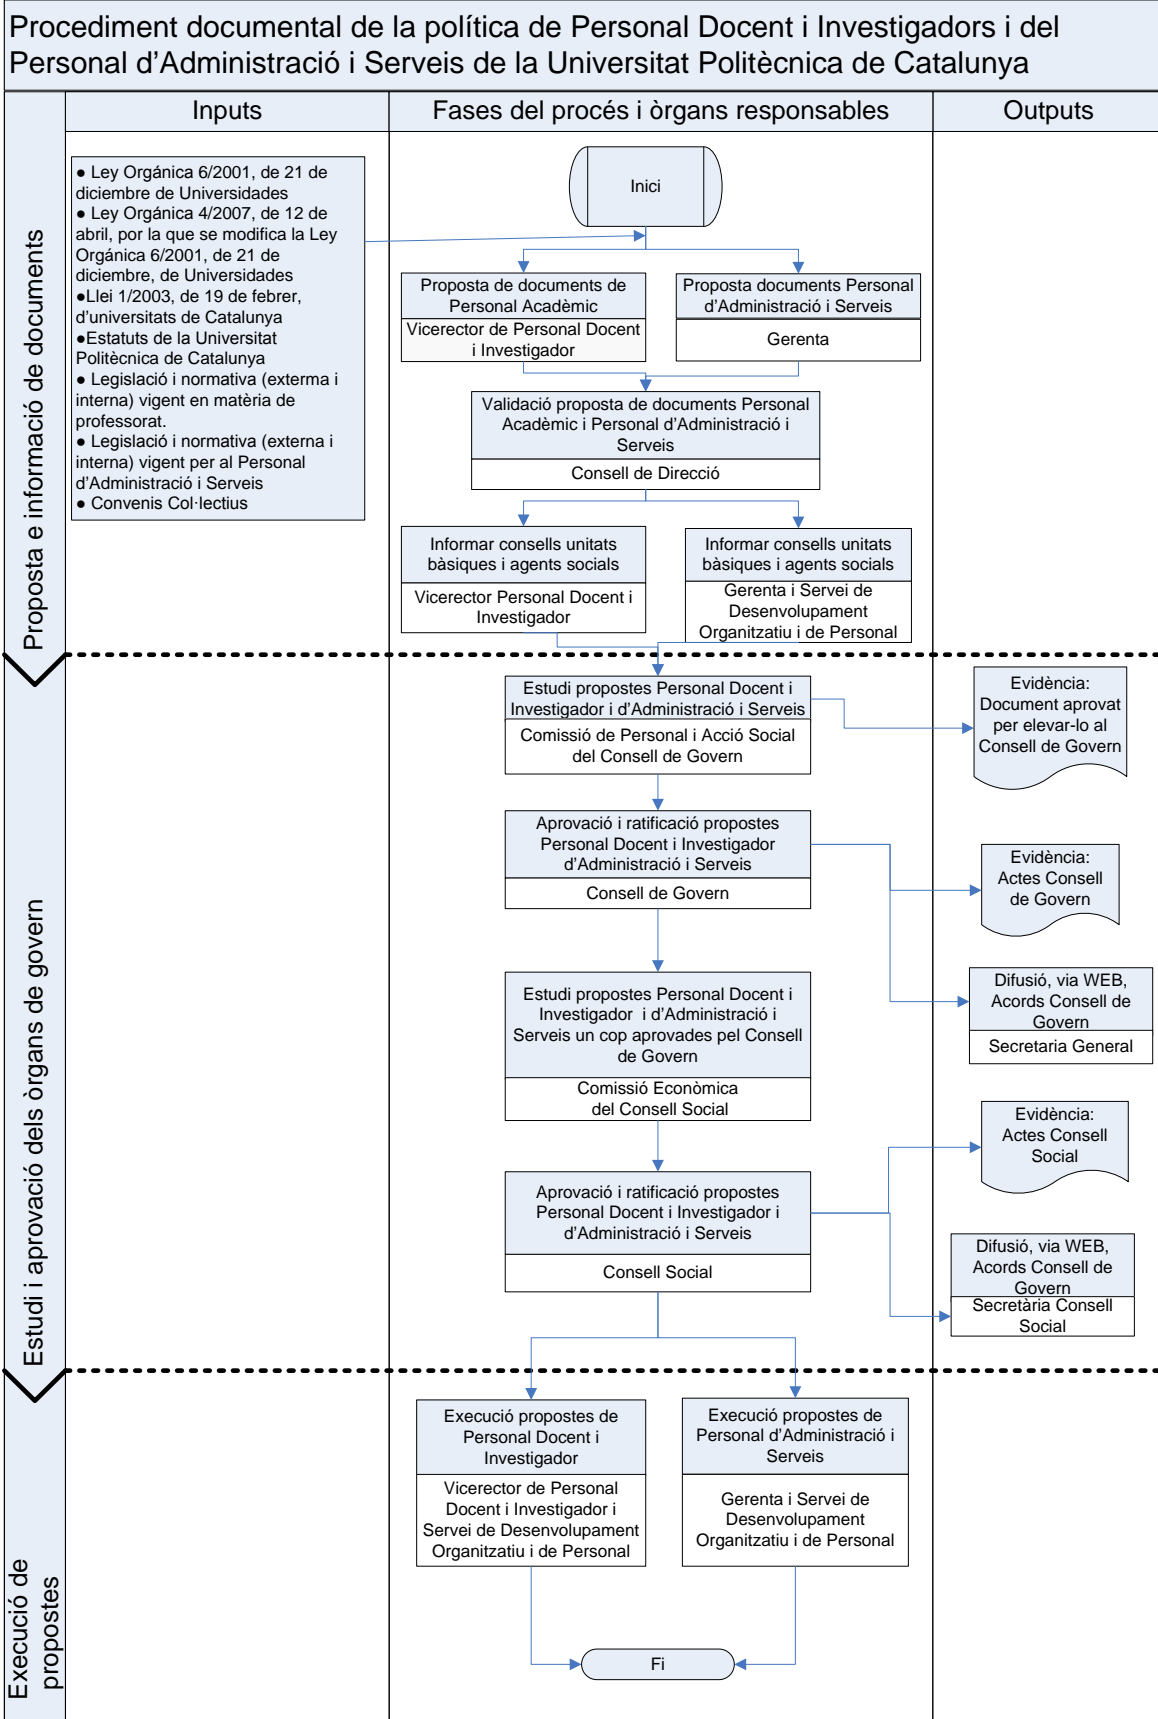 Procediment documental de la política de Personal Docent i Investigadors i del
Personal d'Administració i Serveis de la Universitat Politècnica de Catalunya
Inputs
Fases del procés i òrgans responsables
Outputs
Proposta e informació de documents
● Ley Orgánica 6/2001, de 21 de
diciembre de Universidades
● Ley Orgánica 4/2007, de 12 de
abril, por la que se modifica la Ley
Orgánica 6/2001, de 21 de
diciembre, de Universidades
●Llei 1/2003, de 19 de febrer,
d'universitats de Catalunya
●Estatuts de la Universitat
Politècnica de Catalunya
● Legislació i normativa (exterma i
interna) vigent en matèria de
professorat.
● Legislació i normativa (externa i
interna) vigent per al Personal
d'Administració i Serveis
● Convenis Col·lectius
Inici
Proposta de documents de
Personal Acadèmic
Vicerector de Personal Docent
i Investigador
Proposta documents Personal
d'Administració i Serveis
Gerenta
Validació proposta de documents Personal
Acadèmic i Personal d'Administració i
Serveis
Consell de Direcció
Informar consells unitats
bàsiques i agents socials
Vicerector Personal Docent i
Investigador
Informar consells unitats
bàsiques i agents socials
Gerenta i Servei de
Desenvolupament
Organitzatiu i de Personal
Estudi i aprovació dels òrgans de govern
Estudi propostes Personal Docent i
Investigador i d'Administració i Serveis
Comissió de Personal i Acció Social
del Consell de Govern
Evidència:
Document aprovat
per elevar-lo al
Consell de Govern
Aprovació i ratificació propostes
Personal Docent i Investigador
d'Administració i Serveis
Consell de Govern
Evidència:
Actes Consell
de Govern
Difusió, via WEB,
Acords Consell de
Govern
Secretaria General
Estudi propostes Personal Docent i
Investigador  i d'Administració i
Serveis un cop aprovades pel Consell
de Govern
Comissió Econòmica
del Consell Social
Evidència:
Actes Consell
Social
Aprovació i ratificació propostes
Personal Docent i Investigador i
d'Administració i Serveis
Consell Social
Difusió, via WEB,
Acords Consell de
Govern
Secretària Consell
Social
Execució de
propostes
Execució propostes de
Personal Docent i
Investigador
Vicerector de Personal
Docent i Investigador i
Servei de Desenvolupament
Organitzatiu i de Personal
Execució propostes de
Personal d'Administració i
Serveis
Gerenta i Servei de
Desenvolupament
Organitzatiu i de Personal
Fi